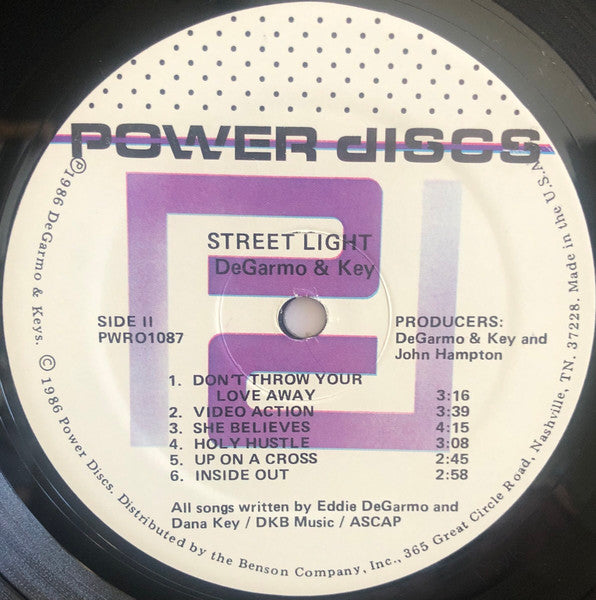 POWER discs
STREET LIGHT
DeGarmo & Key
SIDE II
PWRO1087
PRODUCERS:
DeGarmo & Key and
John Hampton
1. DON'T THROW YOUR
LOVE AWAY 3:16
2. VIDEO ACTION 3:39
3. SHE BELIEVES 4:15
4. HOLY HUSTLE 3:08
5. UP ON A CROSS 2:45
6. INSIDE OUT 2:58
All songs written by Eddie DeGarmo and
Dana Key / DKB Music / ASCAP
℗1986 DeGarmo & Keys. © 1986 Power Discs. Distributed by the Benson Company, Inc., 365 Great Circle Road, Nashville, TN. 37228. Made in the U.S.A.